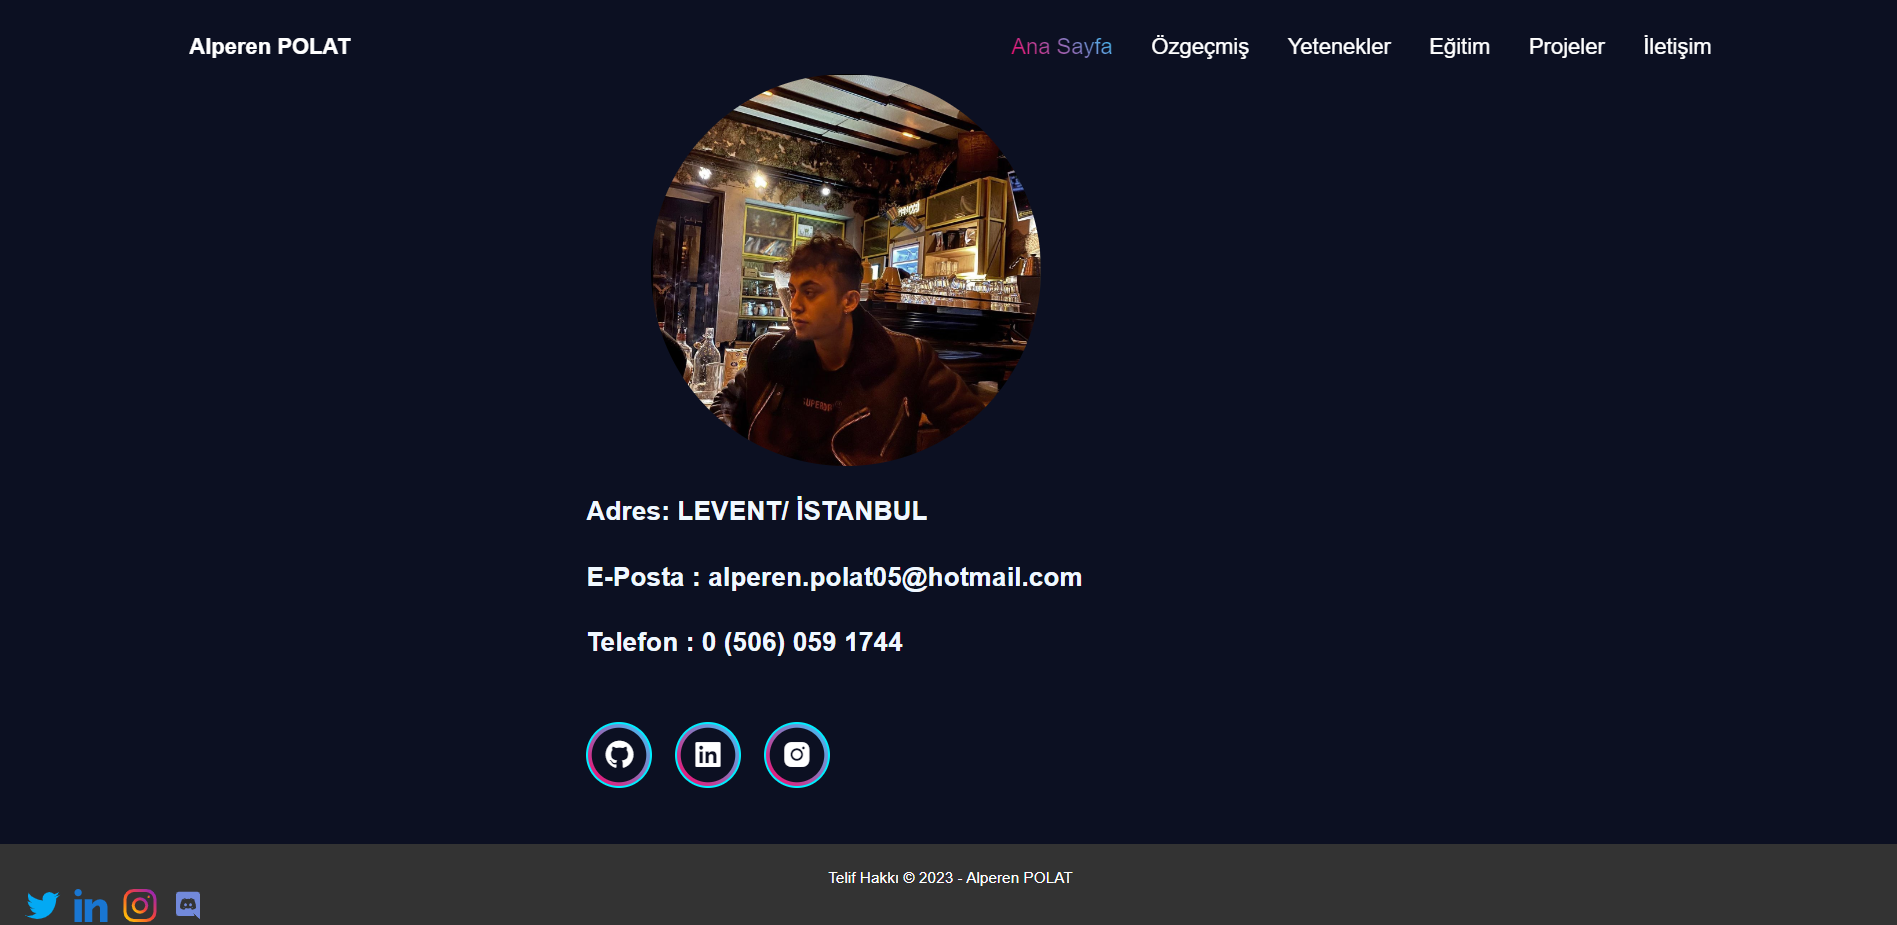 Alperen POLAT
Ana Sayfa Özgeçmiş Yetenekler Eğitim Projeler İletişim
Adres: LEVENT/ İSTANBUL
E-Posta : alperen.polat05@hotmail.com
Telefon : 0 (506) 059 1744
Telif Hakkı © 2023 - Alperen POLAT